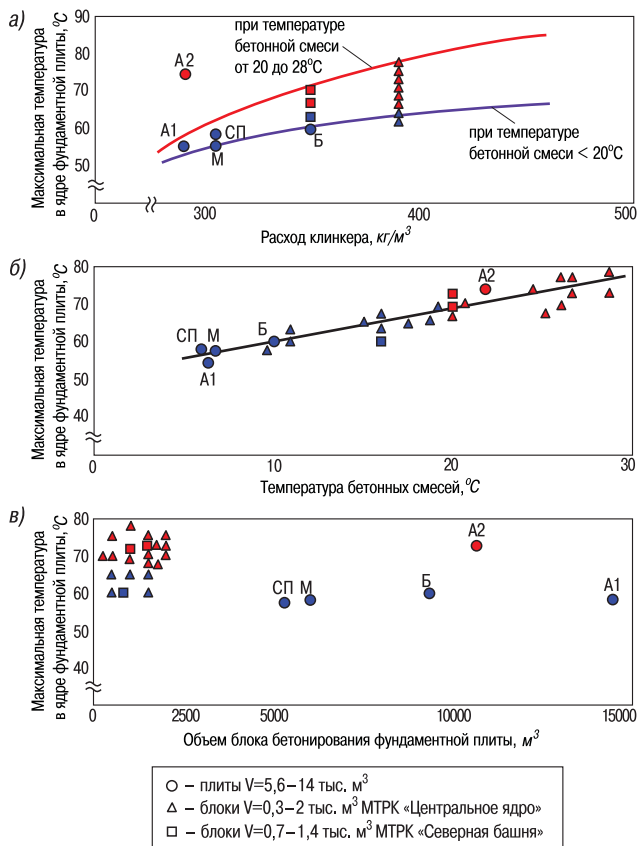 а)
Максимальная температура
в ядре фундаментной плиты, °C
90
80
70
60
50
0
300
400
500
Расход клинкера, кг/м³
А2
А1
СП
М
Б
при температуре
бетонной смеси
от 20 до 28°C
при температуре
бетонной смеси < 20°C
б)
Максимальная температура
в ядре фундаментной плиты, °C
80
70
60
50
40
0
10
20
30
Температура бетонных смесей, °C
СП
М
А1
Б
А2
в)
Максимальная температура
в ядре фундаментной плиты, °C
80
70
60
50
40
0
2500
5000
10000
15000
Объем блока бетонирования фундаментной плиты, м³
СП
М
Б
А2
А1
– плиты V=5,6–14 тыс. м³
– блоки V=0,3–2 тыс. м³ МТРК «Центральное ядро»
– блоки V=0,7–1,4 тыс. м³ МТРК «Северная башня»